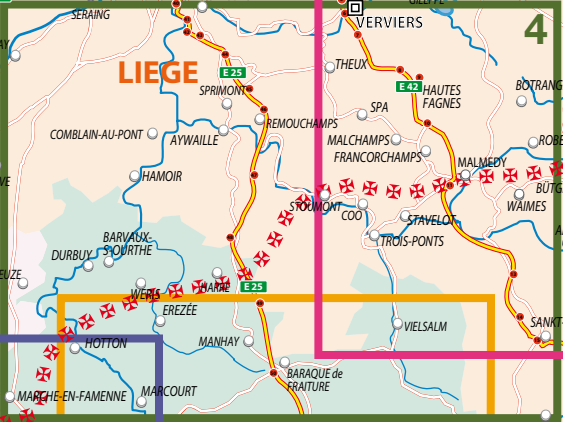 SERAING
VERVIERS
4
THEUX
LIEGE
E 25
E 42
HAUTES
FAGNES
BOTRANG
SPRIMONT
SPA
REMOUCHAMPS
COMBLAIN-AU-PONT
AYWAILLE
MALCHAMPS
FRANCORCHAMPS
MALMEDY
HAMOIR
STOUMONT
COO
STAVELOT
WAIMES
TROIS-PONTS
BARVAUX-
S/OURTHE
DURBUY
WERIS
HARRE
E 25
EREZÉE
VIELSALM
MANHAY
HOTTON
BARAQUE de
FRAITURE
MARCOURT
MARCHE-EN-FAMENNE